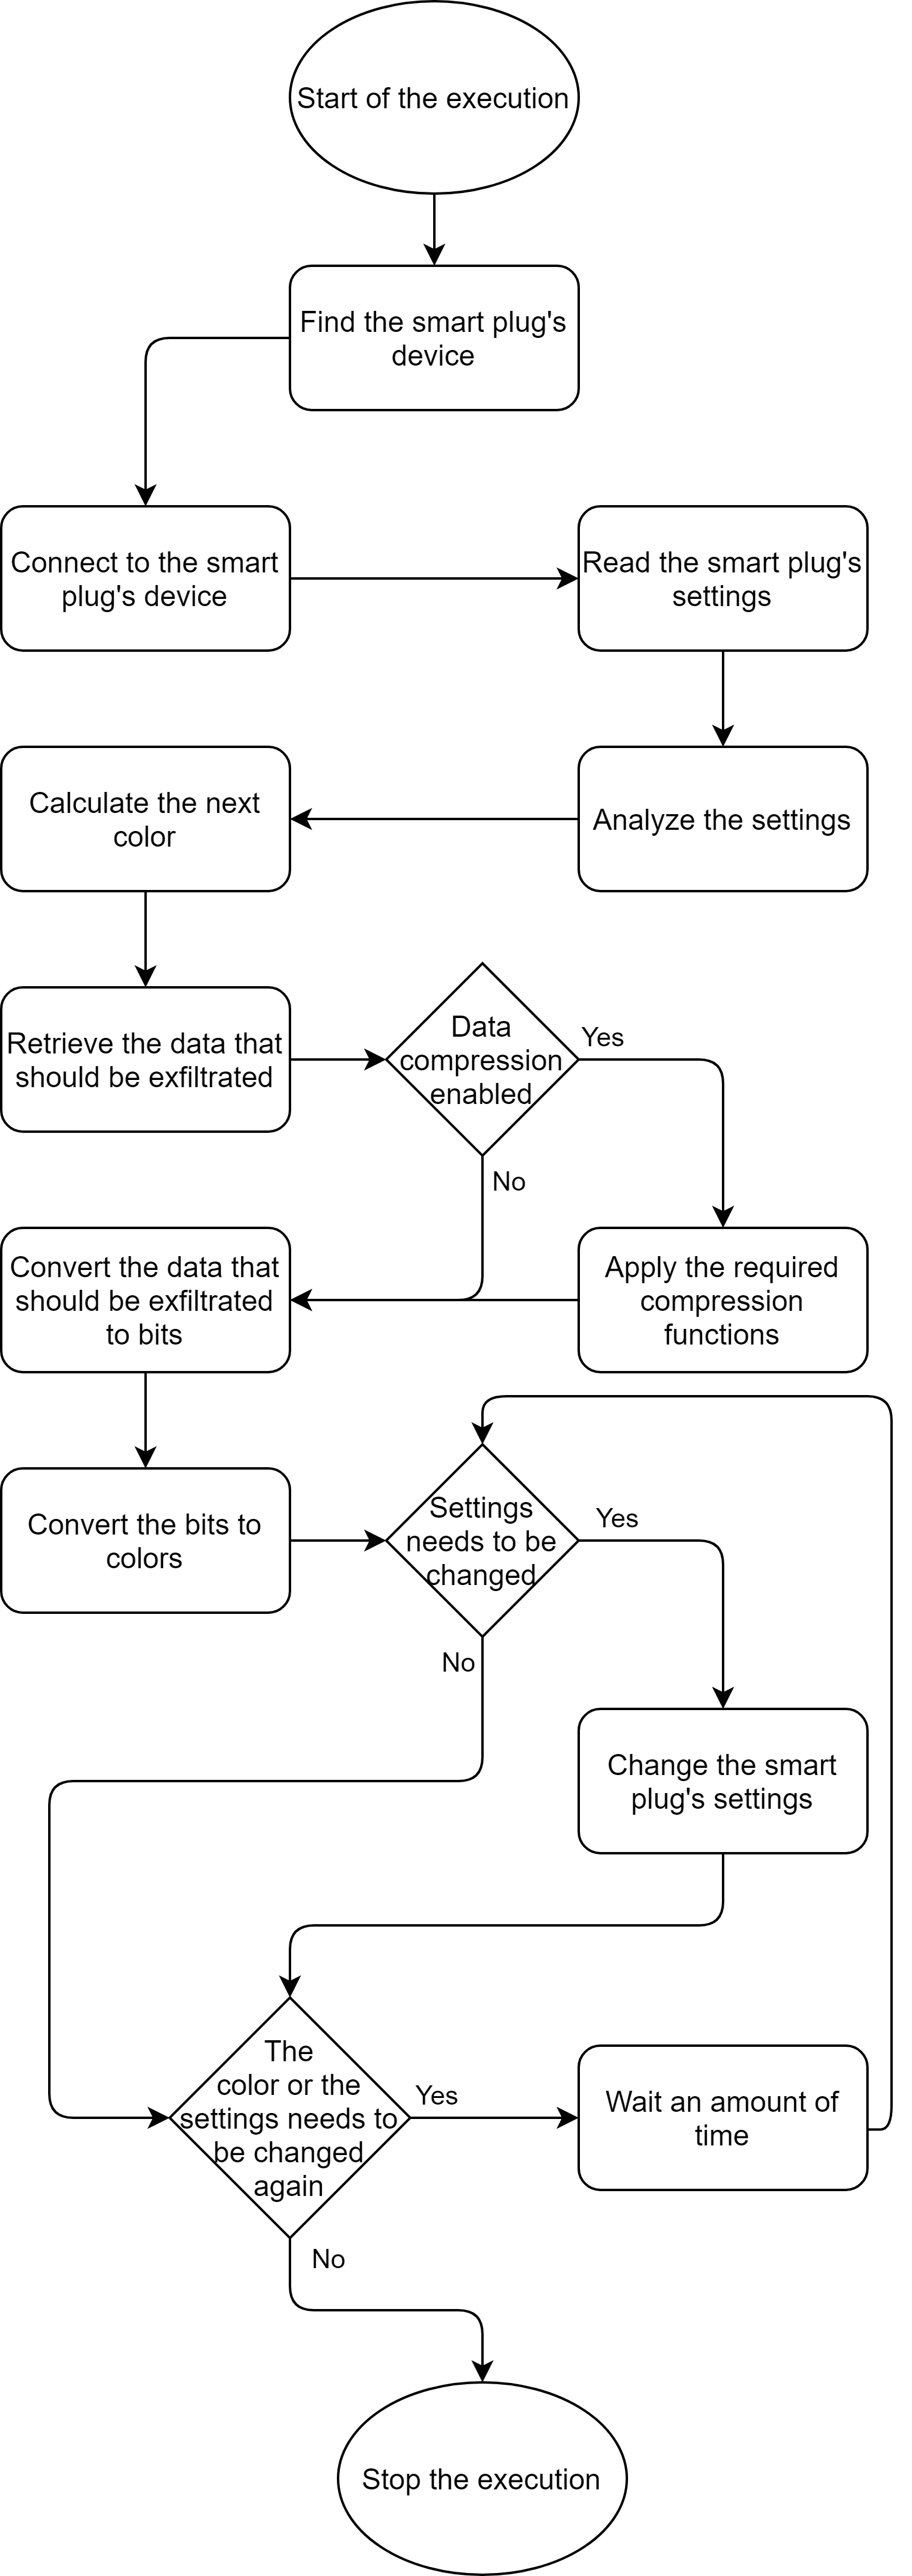 Start of the execution
Find the smart plug's
device
Connect to the smart
plug's device
Read the smart plug's
settings
Calculate the next
color
Analyze the settings
Retrieve the data that
should be exfiltrated
Data
compression
enabled
Yes
No
Convert the data that
should be exfiltrated
to bits
Apply the required
compression
functions
Convert the bits to
colors
Settings
needs to be
changed
Yes
No
Change the smart
plug's settings
The
color or the
settings needs to
be changed
again
Yes
Wait an amount of
time
No
Stop the execution